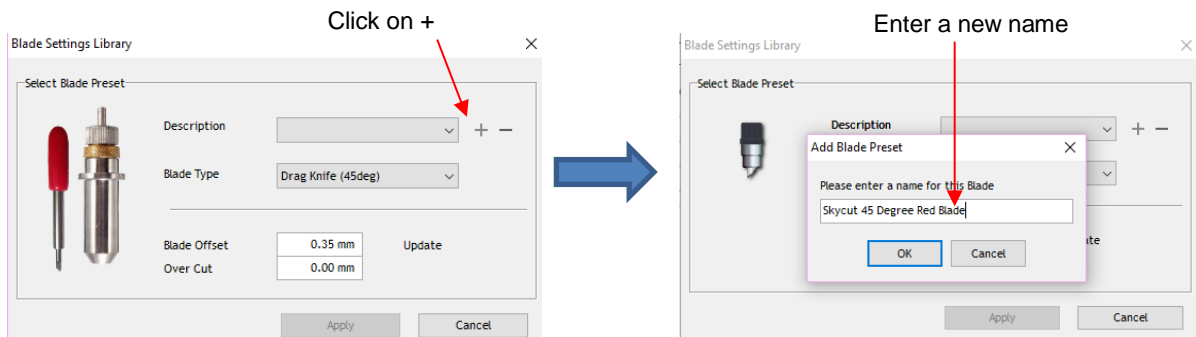 Click on +
Blade Settings Library
Select Blade Preset
Description
Blade Type
Drag Knife (45deg)
Blade Offset
0.35 mm
Update
Over Cut
0.00 mm
Apply
Cancel
Enter a new name
Blade Settings Library
Select Blade Preset
Description
Add Blade Preset
Please enter a name for this Blade
Skycut 45 Degree Red Blade
OK
Cancel
Apply
Cancel